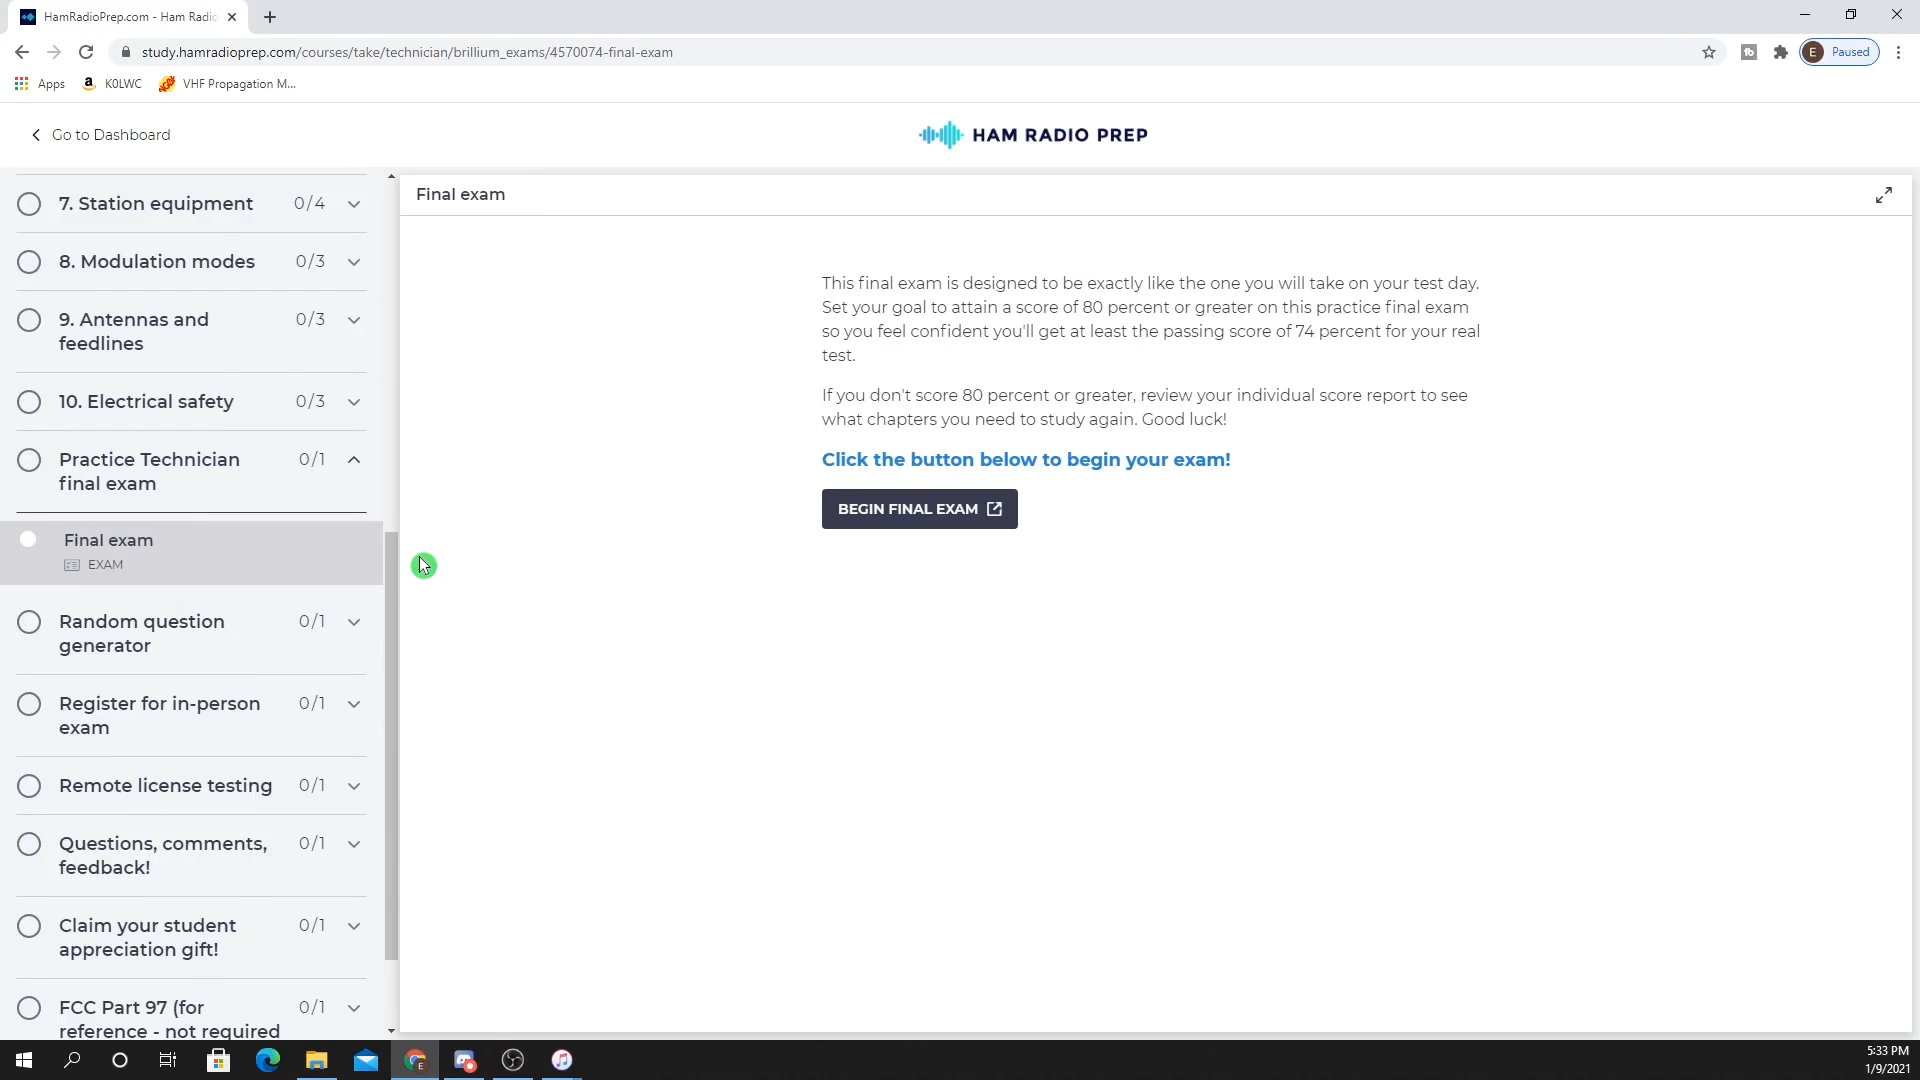 HamRadioPrep.com - Ham Radio
study.hamradioprep.com/courses/take/technician/brillium_exams/4570074-final-exam
E Paused
Apps
K0LWC
VHF Propagation M...
Go to Dashboard
HAM RADIO PREP
7. Station equipment 0/4
8. Modulation modes 0/3
9. Antennas and 0/3
feedlines
10. Electrical safety 0/3
Practice Technician 0/1
final exam
Final exam
EXAM
Random question 0/1
generator
Register for in-person 0/1
exam
Remote license testing 0/1
Questions, comments, 0/1
feedback!
Claim your student 0/1
appreciation gift!
FCC Part 97 (for 0/1
reference - not required
Final exam
This final exam is designed to be exactly like the one you will take on your test day.
Set your goal to attain a score of 80 percent or greater on this practice final exam
so you feel confident you'll get at least the passing score of 74 percent for your real
test.
If you don't score 80 percent or greater, review your individual score report to see
what chapters you need to study again. Good luck!
Click the button below to begin your exam!
BEGIN FINAL EXAM
5:33 PM
1/9/2021